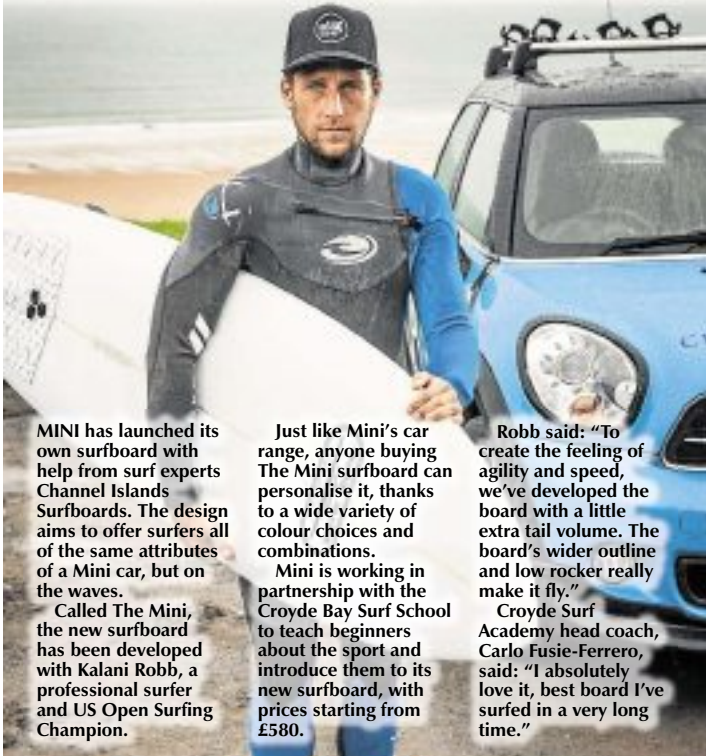 MINI has launched its
own surfboard with
help from surf experts
Channel Islands
Surfboards. The design
aims to offer surfers all
of the same attributes
of a Mini car, but on
the waves.
Called The Mini,
the new surfboard
has been developed
with Kalani Robb, a
professional surfer
and US Open Surfing
Champion.
Just like Mini’s car
range, anyone buying
The Mini surfboard can
personalise it, thanks
to a wide variety of
colour choices and
combinations.
Mini is working in
partnership with the
Croyde Bay Surf School
to teach beginners
about the sport and
introduce them to its
new surfboard, with
prices starting from
£580.
Robb said: “To
create the feeling of
agility and speed,
we’ve developed the
board with a little
extra tail volume. The
board’s wider outline
and low rocker really
make it fly.”
Croyde Surf
Academy head coach,
Carlo Fusie-Ferrero,
said: “I absolutely
love it, best board I’ve
surfed in a very long
time.”